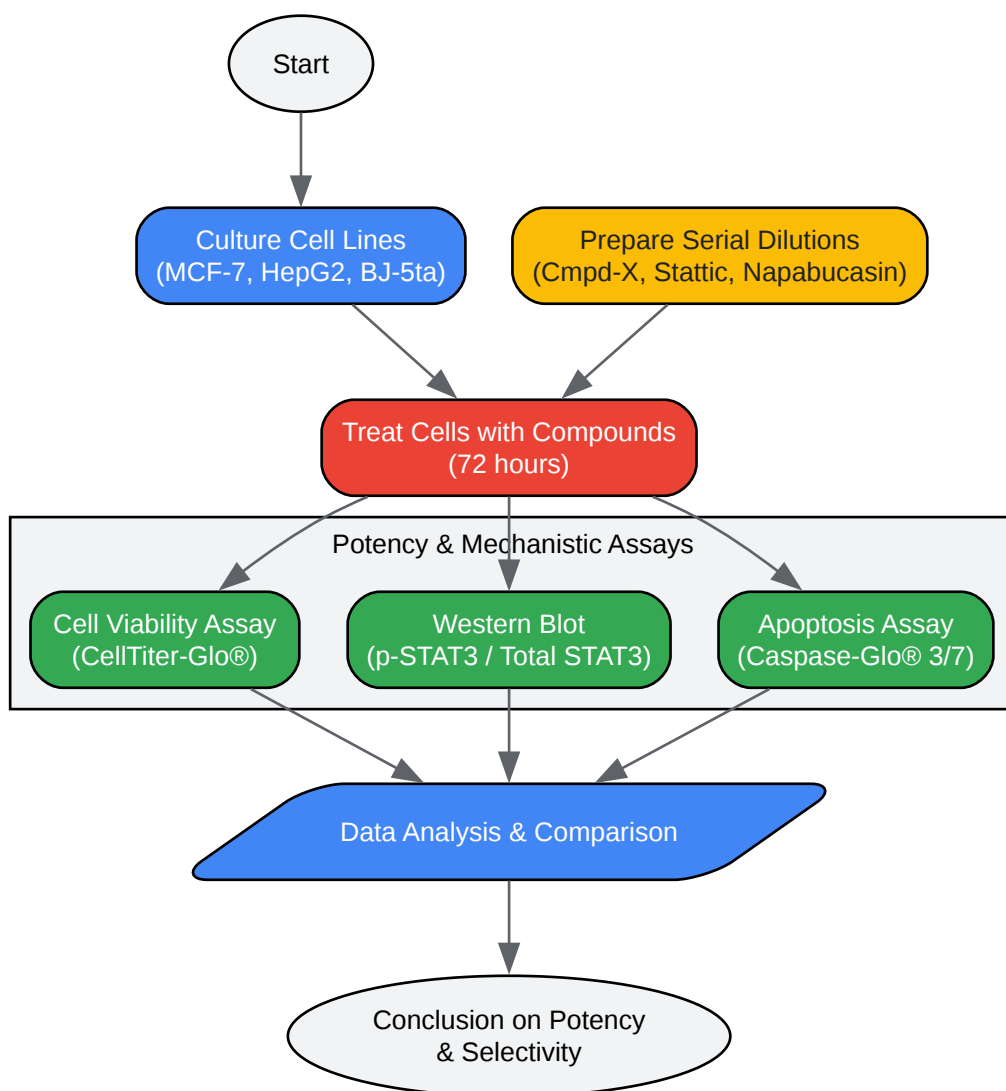 Start
Culture Cell Lines
(MCF-7, HepG2, BJ-5ta)
Prepare Serial Dilutions
(Cmpd-X, Stattic, Napabucasin)
Treat Cells with Compounds
(72 hours)
Potency & Mechanistic Assays
Cell Viability Assay
(CellTiter-Glo®)
Western Blot
(p-STAT3 / Total STAT3)
Apoptosis Assay
(Caspase-Glo® 3/7)
Data Analysis & Comparison
Conclusion on Potency
& Selectivity